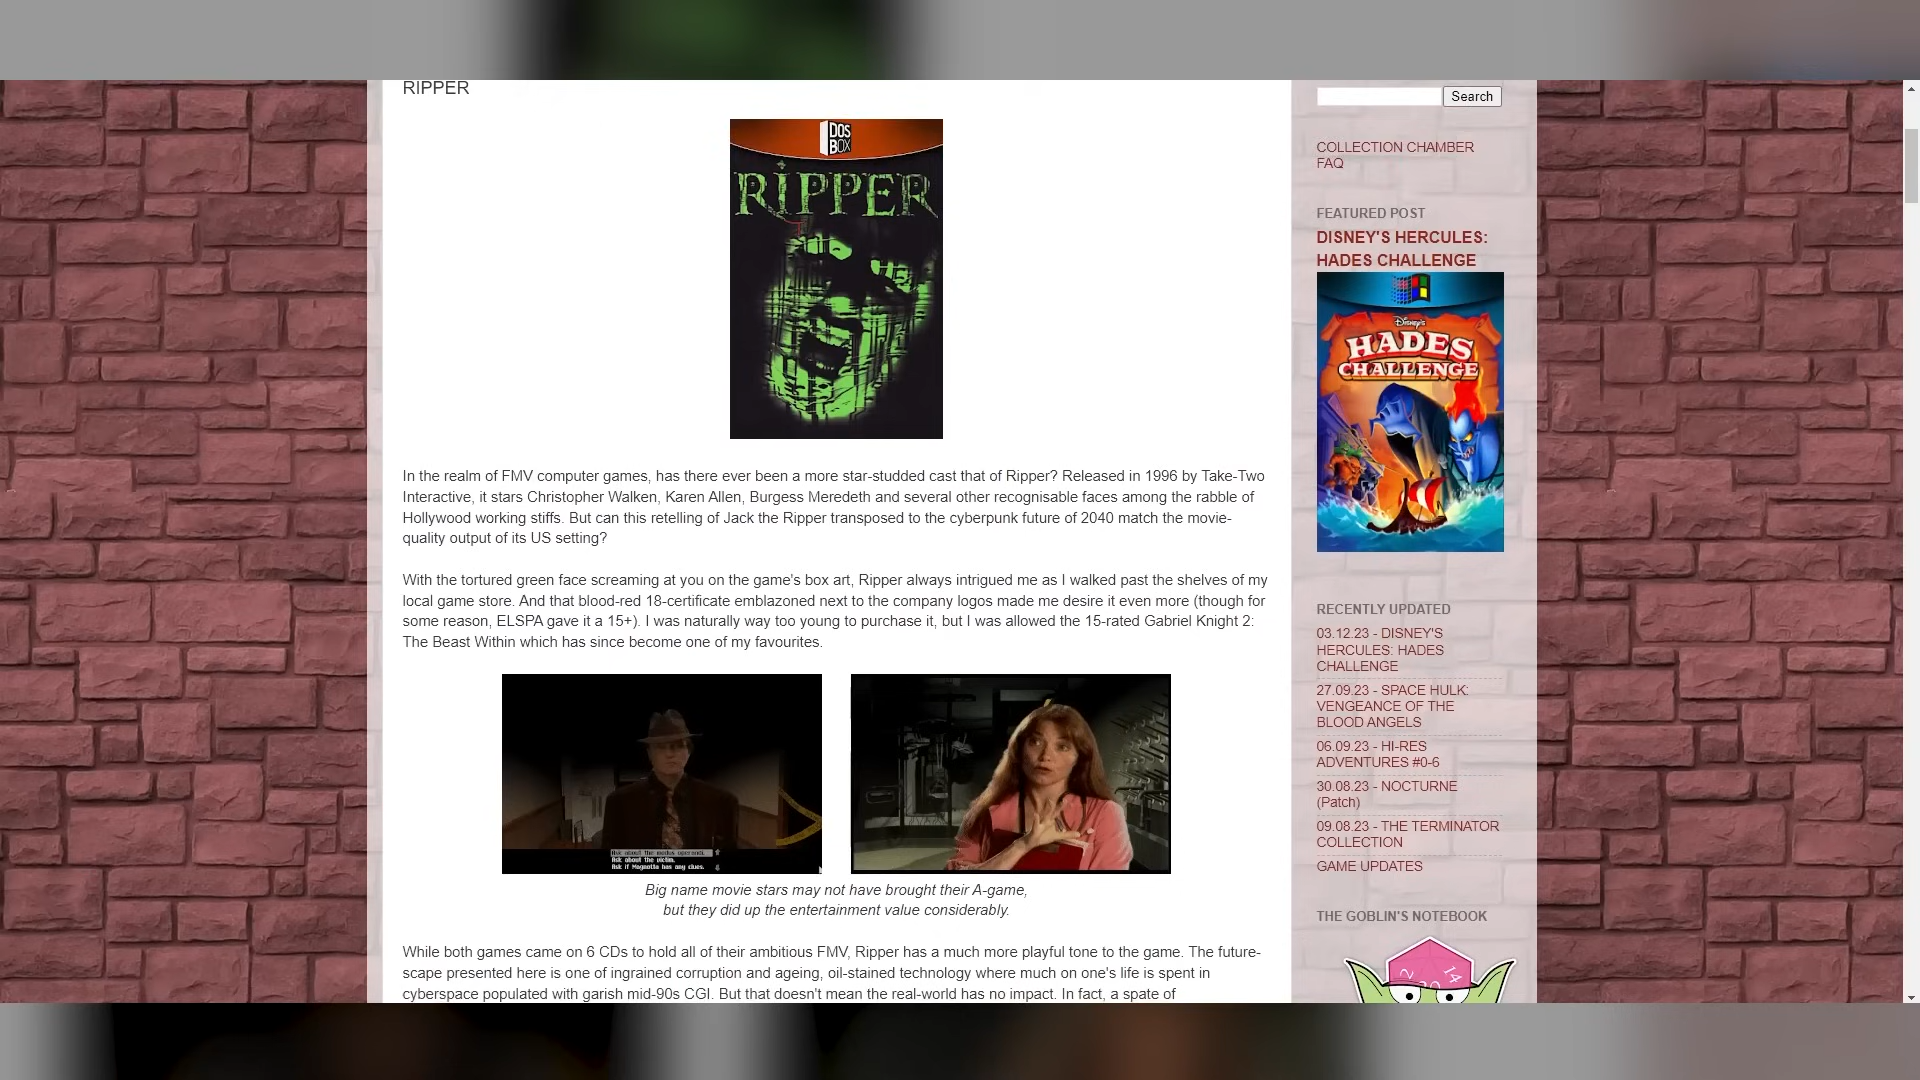 RIPPER
DOS
BOX
RIPPER
In the realm of FMV computer games, has there ever been a more star-studded cast that of Ripper? Released in 1996 by Take-Two
Interactive, it stars Christopher Walken, Karen Allen, Burgess Meredeth and several other recognisable faces among the rabble of
Hollywood working stiffs. But can this retelling of Jack the Ripper transposed to the cyberpunk future of 2040 match the movie-
quality output of its US setting?
With the tortured green face screaming at you on the game's box art, Ripper always intrigued me as I walked past the shelves of my
local game store. And that blood-red 18-certificate emblazoned next to the company logos made me desire it even more (though for
some reason, ELSPA gave it a 15+). I was naturally way too young to purchase it, but I was allowed the 15-rated Gabriel Knight 2:
The Beast Within which has since become one of my favourites.
Ask about the modus operandi.
Ask about the victim.
Ask if Magnotta has any clues.
Big name movie stars may not have brought their A-game,
but they did up the entertainment value considerably.
While both games came on 6 CDs to hold all of their ambitious FMV, Ripper has a much more playful tone to the game. The future-
scape presented here is one of ingrained corruption and ageing, oil-stained technology where much on one's life is spent in
cyberspace populated with garish mid-90s CGI. But that doesn't mean the real-world has no impact. In fact, a spate of
Search
COLLECTION CHAMBER
FAQ
FEATURED POST
DISNEY'S HERCULES:
HADES CHALLENGE
Disney's
HADES
CHALLENGE
RECENTLY UPDATED
03.12.23 - DISNEY'S
HERCULES: HADES
CHALLENGE
27.09.23 - SPACE HULK:
VENGEANCE OF THE
BLOOD ANGELS
06.09.23 - HI-RES
ADVENTURES #0-6
30.08.23 - NOCTURNE
(Patch)
09.08.23 - THE TERMINATOR
COLLECTION
GAME UPDATES
THE GOBLIN'S NOTEBOOK
2
14